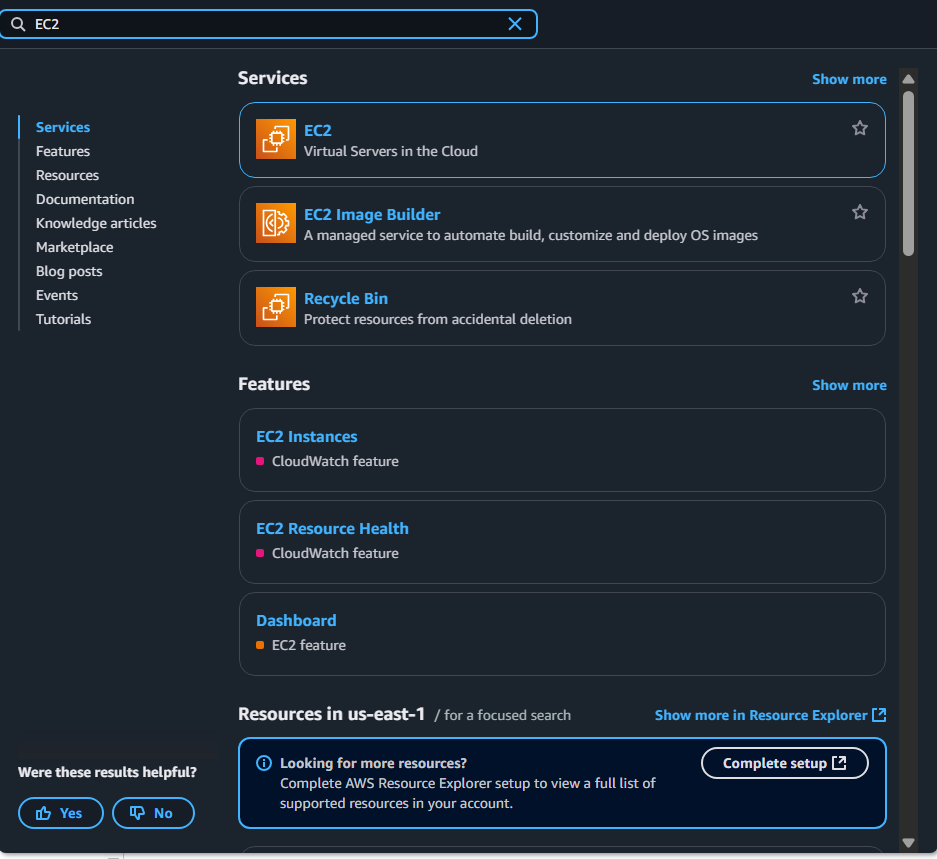 EC2
Services
Features
Resources
Documentation
Knowledge articles
Marketplace
Blog posts
Events
Tutorials
Were these results helpful?
Yes
No
Services
Show more
EC2
Virtual Servers in the Cloud
EC2 Image Builder
A managed service to automate build, customize and deploy OS images
Recycle Bin
Protect resources from accidental deletion
Features
Show more
EC2 Instances
CloudWatch feature
EC2 Resource Health
CloudWatch feature
Dashboard
EC2 feature
Resources in us-east-1 / for a focused search
Show more in Resource Explorer
Looking for more resources?
Complete AWS Resource Explorer setup to view a full list of
supported resources in your account.
Complete setup